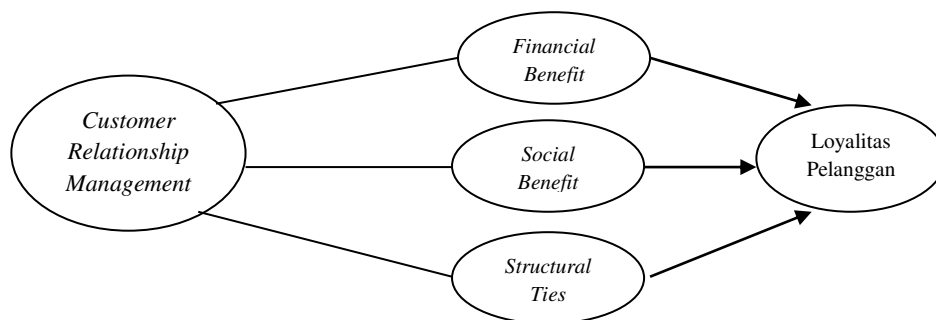 Customer
Relationship
Management
Financial
Benefit
Social
Benefit
Structural
Ties
Loyalitas
Pelanggan